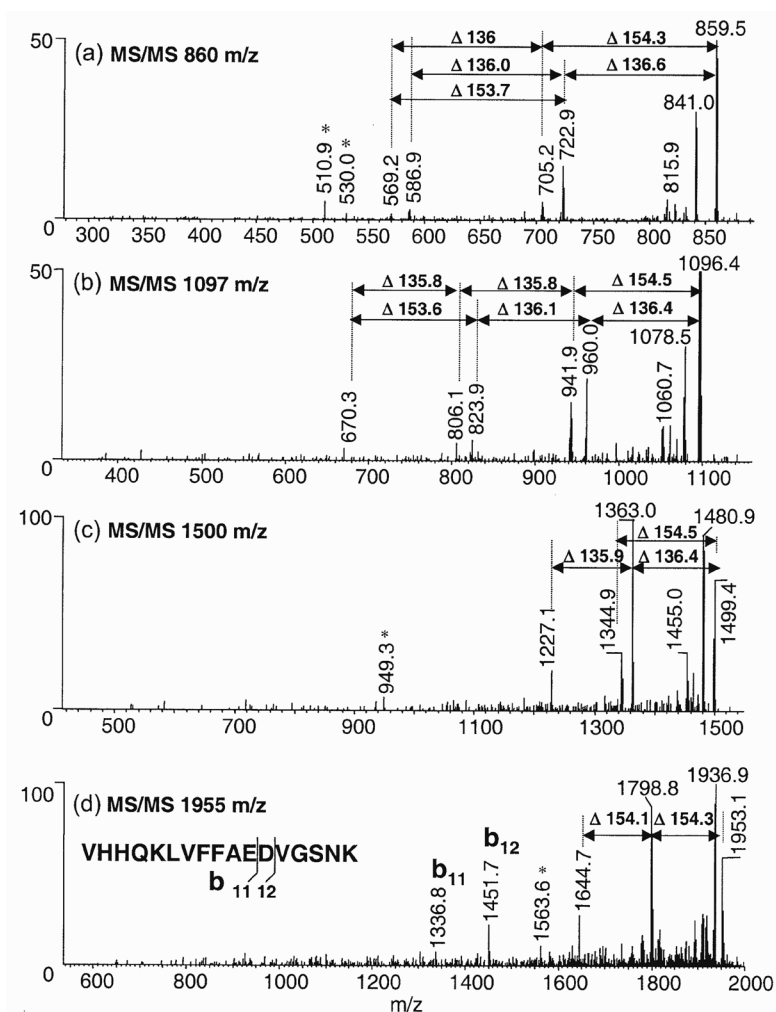 50
(a) MS/MS 860 m/z
Δ 136
Δ 154.3
859.5
Δ 136.0
Δ 136.6
Δ 153.7
841.0
510.9 *
530.0 *
569.2
586.9
705.2
722.9
815.9
0
300 350 400 450 500 550 600 650 700 750 800 850
50
(b) MS/MS 1097 m/z
1096.4
Δ 135.8
Δ 135.8
Δ 154.5
Δ 153.6
Δ 136.1
Δ 136.4
1078.5
670.3
806.1
823.9
941.9
960.0
1060.7
0
400 500 600 700 800 900 1000 1100
100
(c) MS/MS 1500 m/z
1363.0
Δ 154.5
1480.9
Δ 135.9
Δ 136.4
949.3 *
1227.1
1344.9
1455.0
1499.4
0
500 700 900 1100 1300 1500
100
(d) MS/MS 1955 m/z
1798.8
1936.9
Δ 154.1
Δ 154.3
1953.1
VHHQKLVFFAEDVGSNK
b 11 12
b11
b12
1336.8
1451.7
1563.6 *
1644.7
0
600 800 1000 1200 1400 1600 1800 2000
m/z